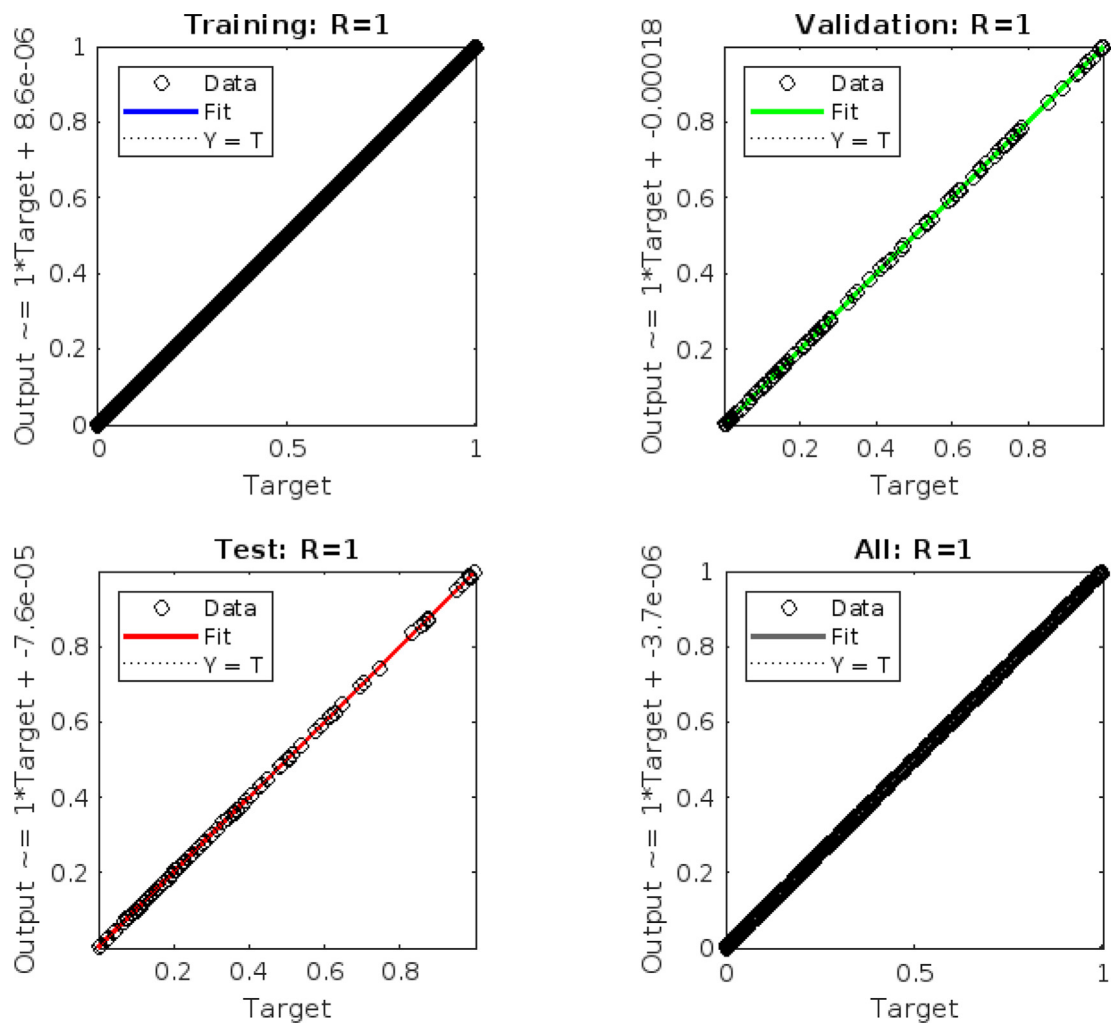 Training: R=1
Output ~= 1*Target + 8.6e-06
1
0.8
0.6
0.4
0.2
0
Data
Fit
Y = T
0 0.5 1
Target
Validation: R=1
Output ~= 1*Target + -0.00018
0.8
0.6
0.4
0.2
Data
Fit
Y = T
0.2 0.4 0.6 0.8
Target
Test: R=1
Output ~= 1*Target + -7.6e-05
0.8
0.6
0.4
0.2
Data
Fit
Y = T
0.2 0.4 0.6 0.8
Target
All: R=1
Output ~= 1*Target + -3.7e-06
1
0.8
0.6
0.4
0.2
0
Data
Fit
Y = T
0 0.5 1
Target